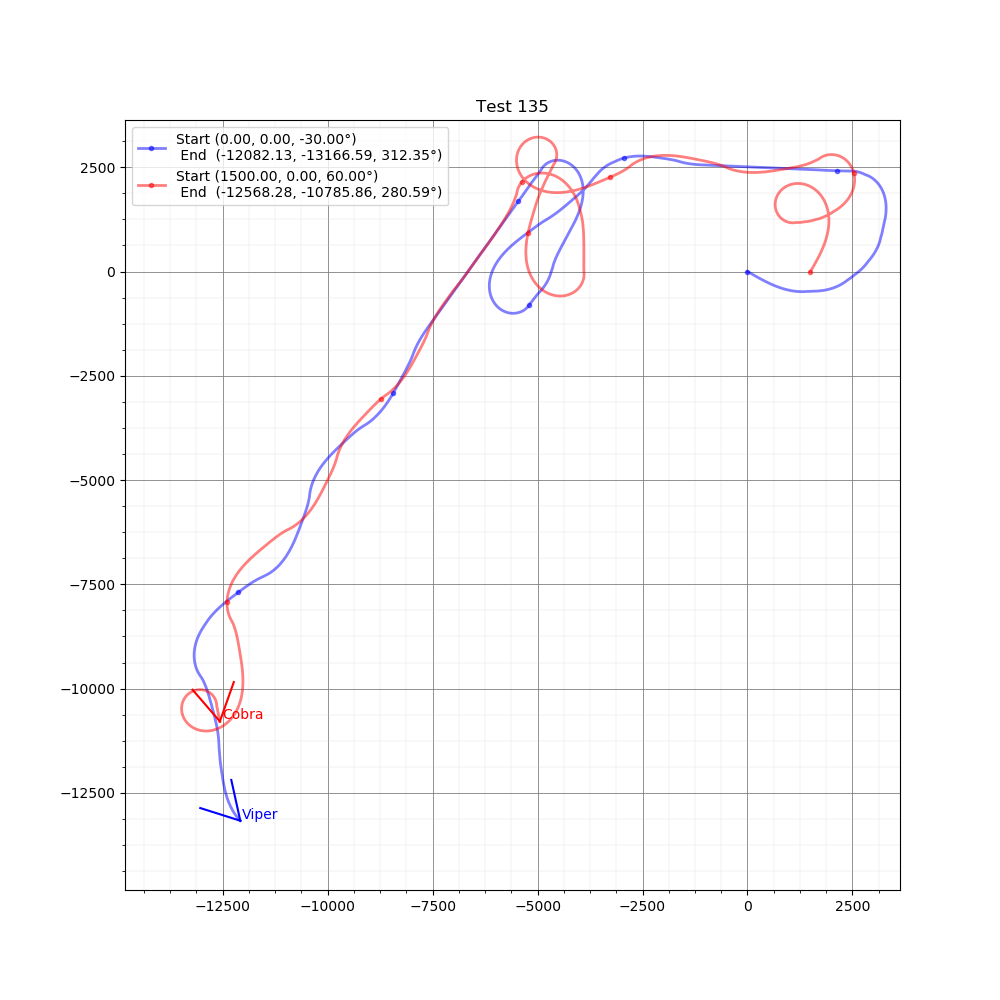 Test 135
Start (0.00, 0.00, -30.00°)
End  (-12082.13, -13166.59, 312.35°)
Start (1500.00, 0.00, 60.00°)
End  (-12568.28, -10785.86, 280.59°)
2500
0
−2500
−5000
−7500
−10000
−12500
Cobra
Viper
−12500 −10000 −7500 −5000 −2500 0 2500